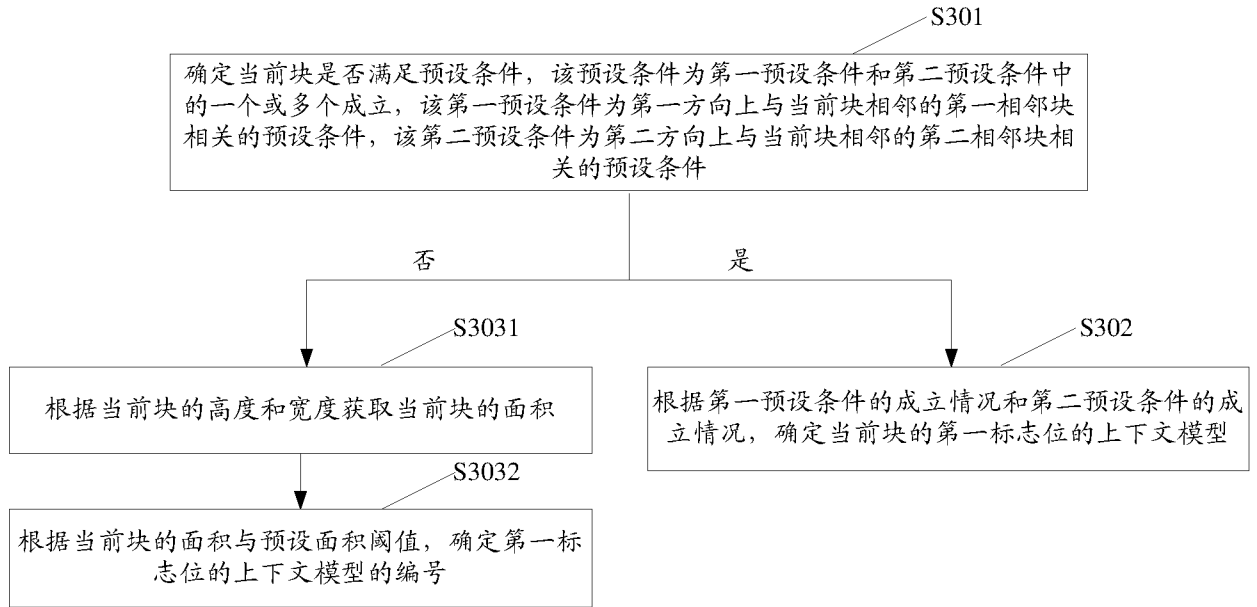 S301
确定当前块是否满足预设条件，该预设条件为第一预设条件和第二预设条件中
的一个或多个成立，该第一预设条件为第一方向上与当前块相邻的第一相邻块
相关的预设条件，该第二预设条件为第二方向上与当前块相邻的第二相邻块相
关的预设条件
否
是
S3031
S302
根据当前块的高度和宽度获取当前块的面积
根据第一预设条件的成立情况和第二预设条件的成
立情况，确定当前块的第一标志位的上下文模型
S3032
根据当前块的面积与预设面积阈值，确定第一标
志位的上下文模型的编号